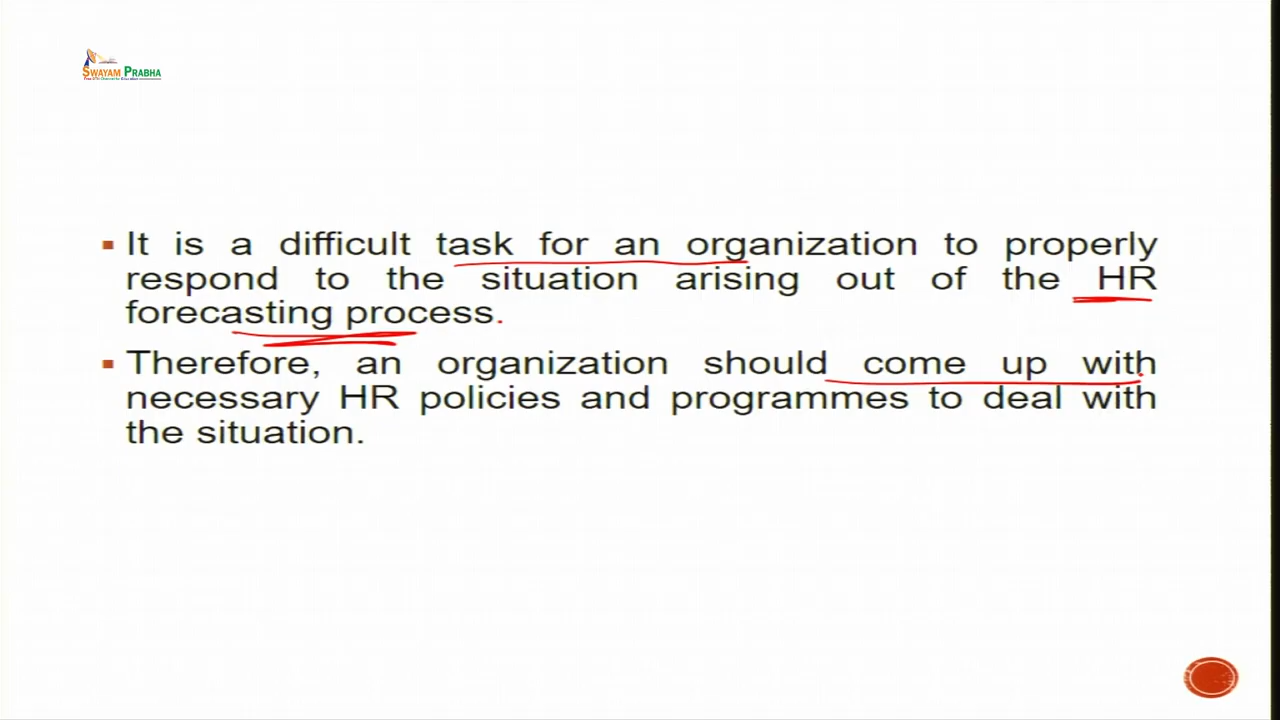 SWAYAM PRABHA
It is a difficult task for an organization to properly
respond to the situation arising out of the HR
forecasting process.
Therefore, an organization should come up with
necessary HR policies and programmes to deal with
the situation.